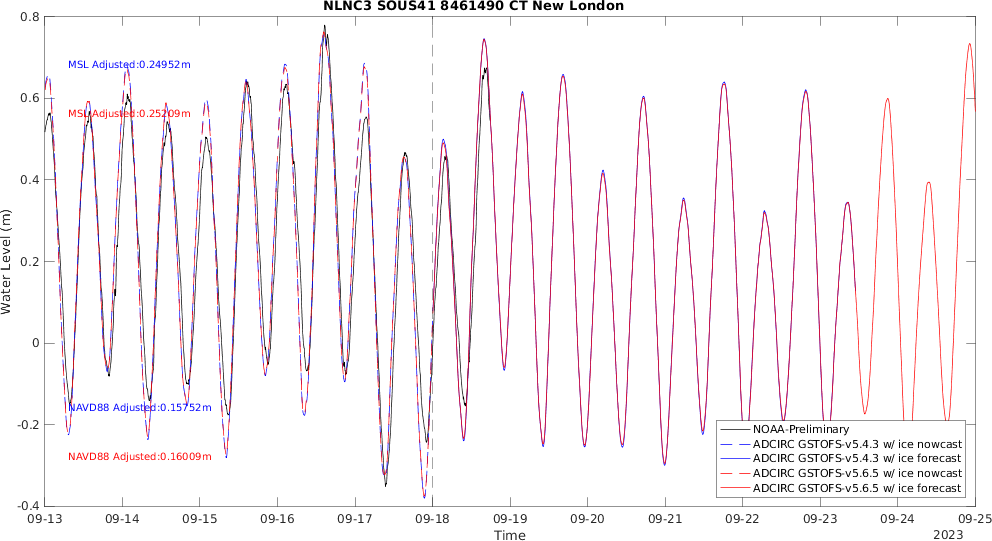 NLNC3 SOUS41 8461490 CT New London
Water Level (m)
0.8
0.6
0.4
0.2
0
-0.2
-0.4
MSL Adjusted:0.24952m
MSL Adjusted:0.25209m
NAVD88 Adjusted:0.15752m
NAVD88 Adjusted:0.16009m
NOAA-Preliminary
ADCIRC GSTOFS-v5.4.3 w/ ice nowcast
ADCIRC GSTOFS-v5.4.3 w/ ice forecast
ADCIRC GSTOFS-v5.6.5 w/ ice nowcast
ADCIRC GSTOFS-v5.6.5 w/ ice forecast
09-13 09-14 09-15 09-16 09-17 09-18 09-19 09-20 09-21 09-22 09-23 09-24 09-25
Time
2023